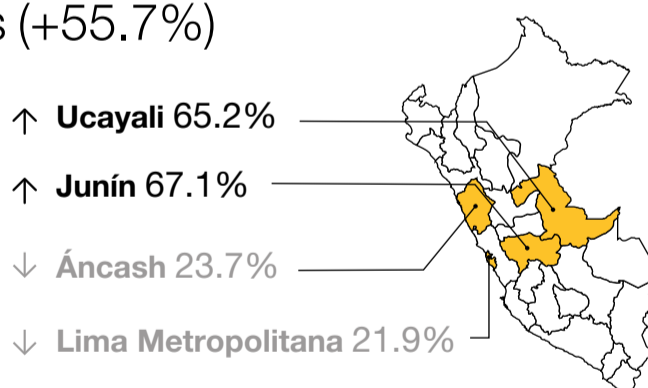 s (+55.7%)
↑ Ucayali 65.2%
↑ Junín 67.1%
↓ Áncash 23.7%
↓ Lima Metropolitana 21.9%